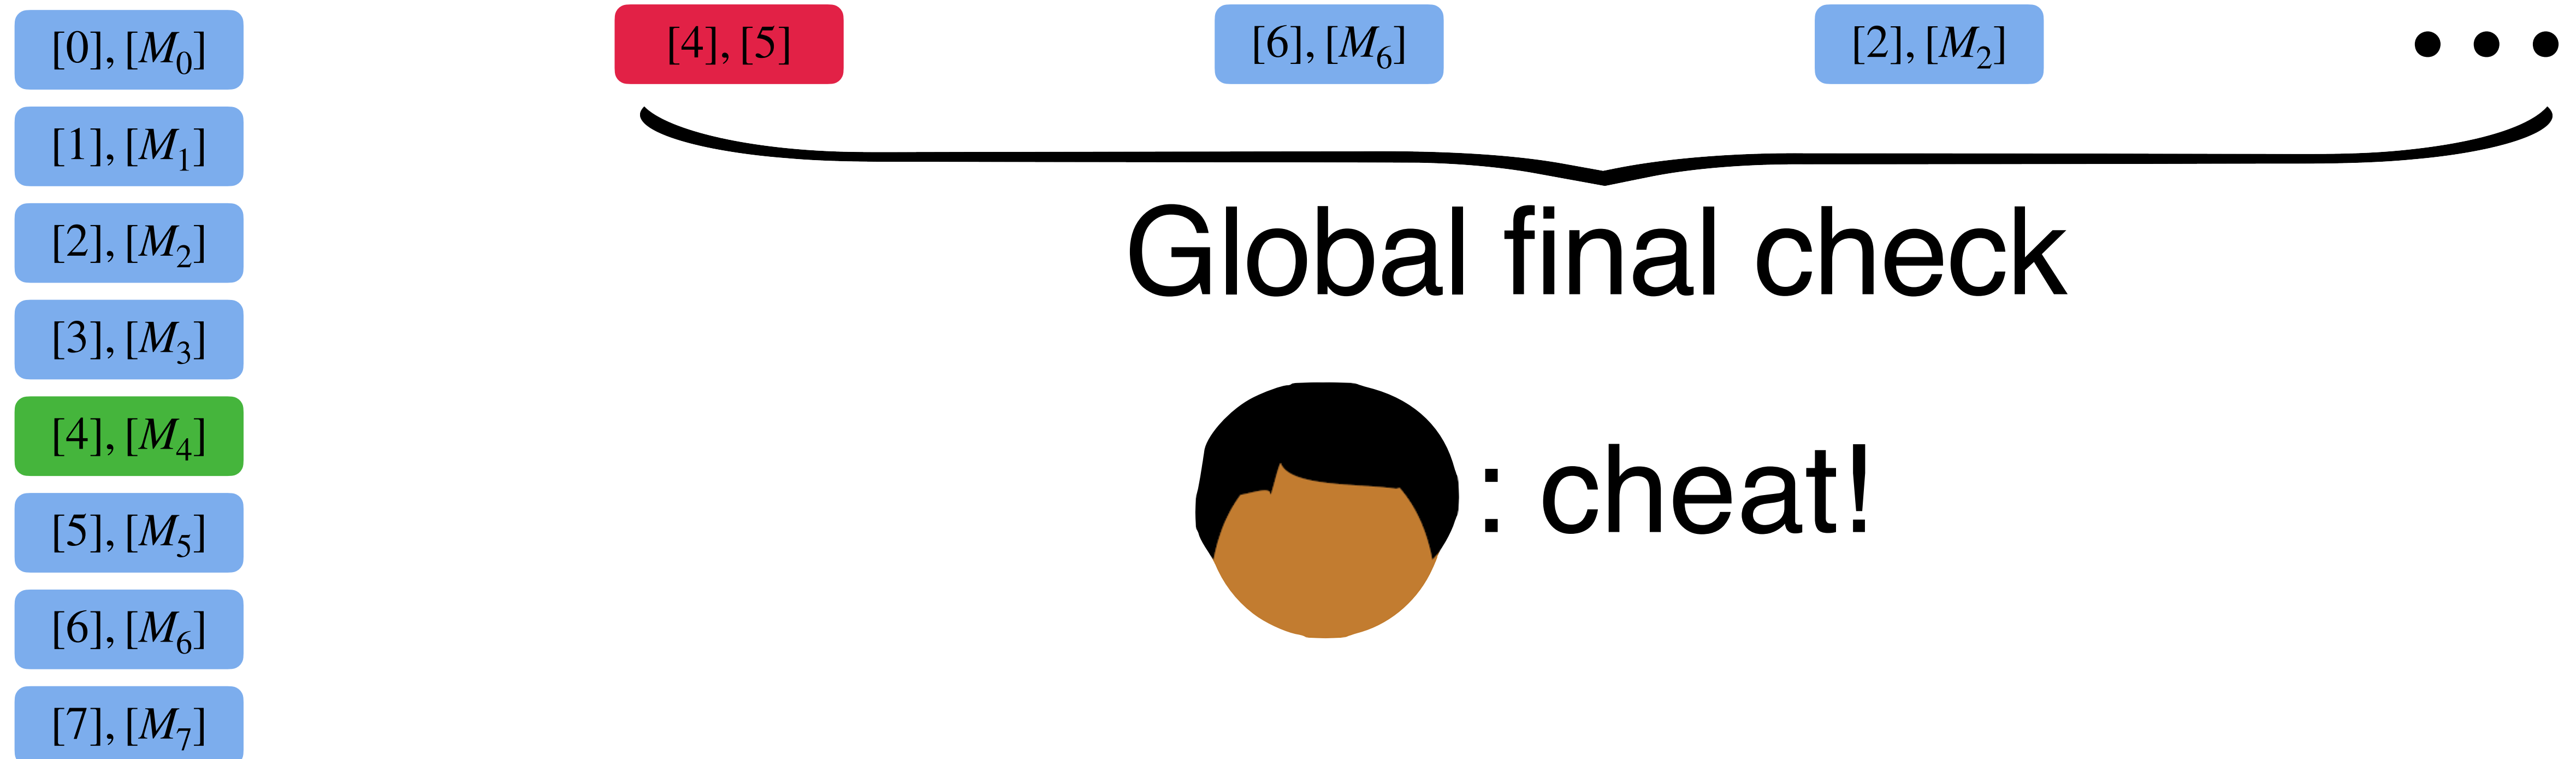 [0], [M₀]
[4], [5]
[6], [M₆]
[2], [M₂]
• • •
[1], [M₁]
[2], [M₂]
Global final check
[3], [M₃]
[4], [M₄]
: cheat!
[5], [M₅]
[6], [M₆]
[7], [M₇]